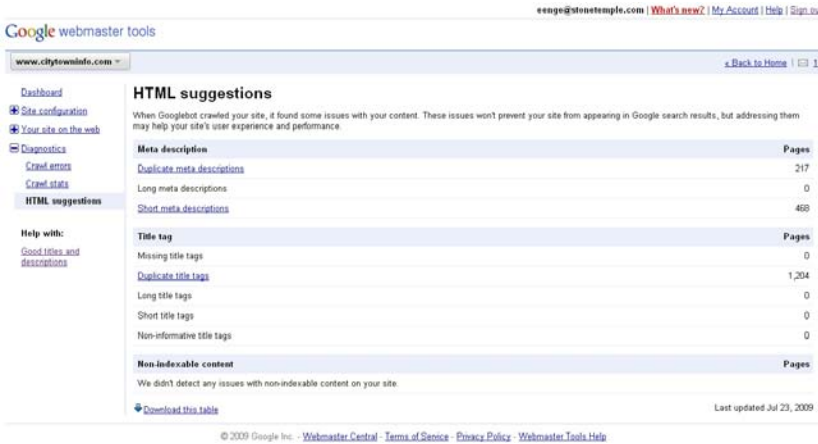 eenge@stonetemple.com | What's new? | My Account | Help | Sign ou
Google webmaster tools
www.citytowninfo.com
« Back to Home | 1
Dashboard
Site configuration
Your site on the web
Diagnostics
Crawl errors
Crawl stats
HTML suggestions
Help with:
Good titles and
descriptions
HTML suggestions
When Googlebot crawled your site, it found some issues with your content. These issues won't prevent your site from appearing in Google search results, but addressing them
may help your site's user experience and performance.
Meta description Pages
Duplicate meta descriptions 217
Long meta descriptions 0
Short meta descriptions 468
Title tag Pages
Missing title tags 0
Duplicate title tags 1,204
Long title tags 0
Short title tags 0
Non-informative title tags 0
Non-indexable content Pages
We didn't detect any issues with non-indexable content on your site.
Download this table Last updated Jul 23, 2009
© 2009 Google Inc. - Webmaster Central - Terms of Service - Privacy Policy - Webmaster Tools Help